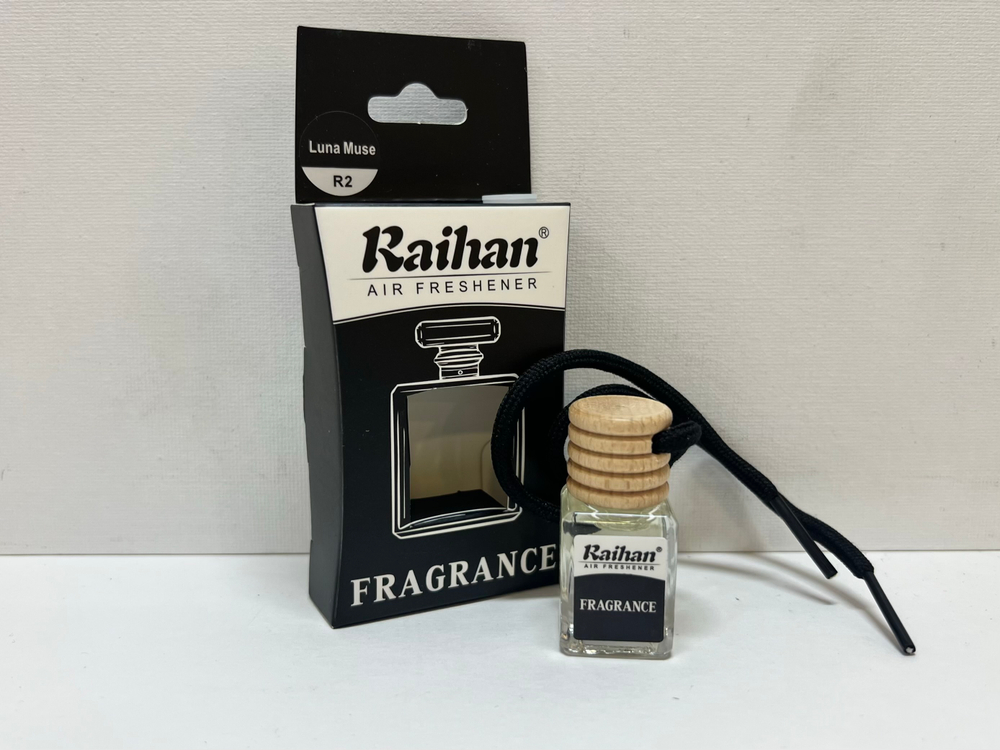 Luna Muse
R2
Raihan®
AIR FRESHENER
FRAGRANCE
Raihan®
AIR FRESHENER
FRAGRANCE